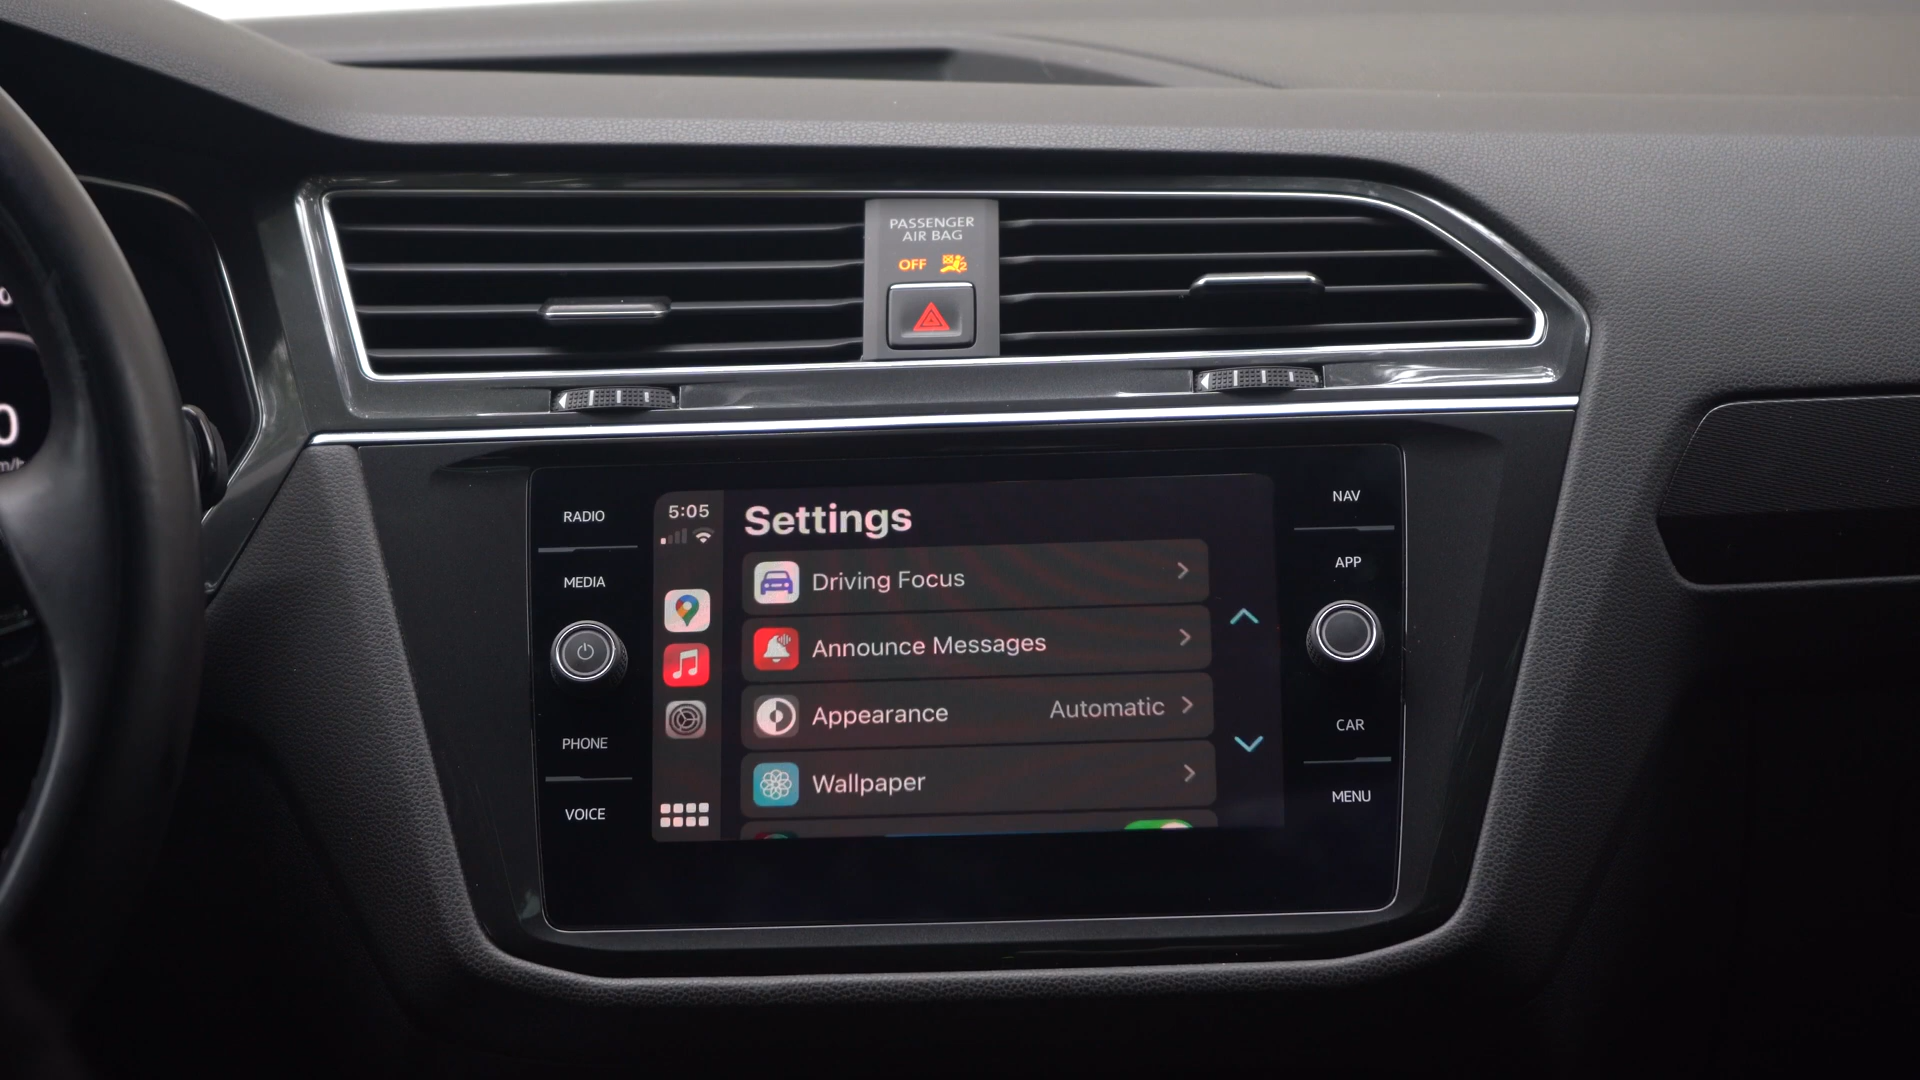 PASSENGER
AIR BAG
OFF
RADIO
MEDIA
PHONE
VOICE
5:05
Settings
Driving Focus
Announce Messages
Appearance Automatic
Wallpaper
NAV
APP
CAR
MENU
0